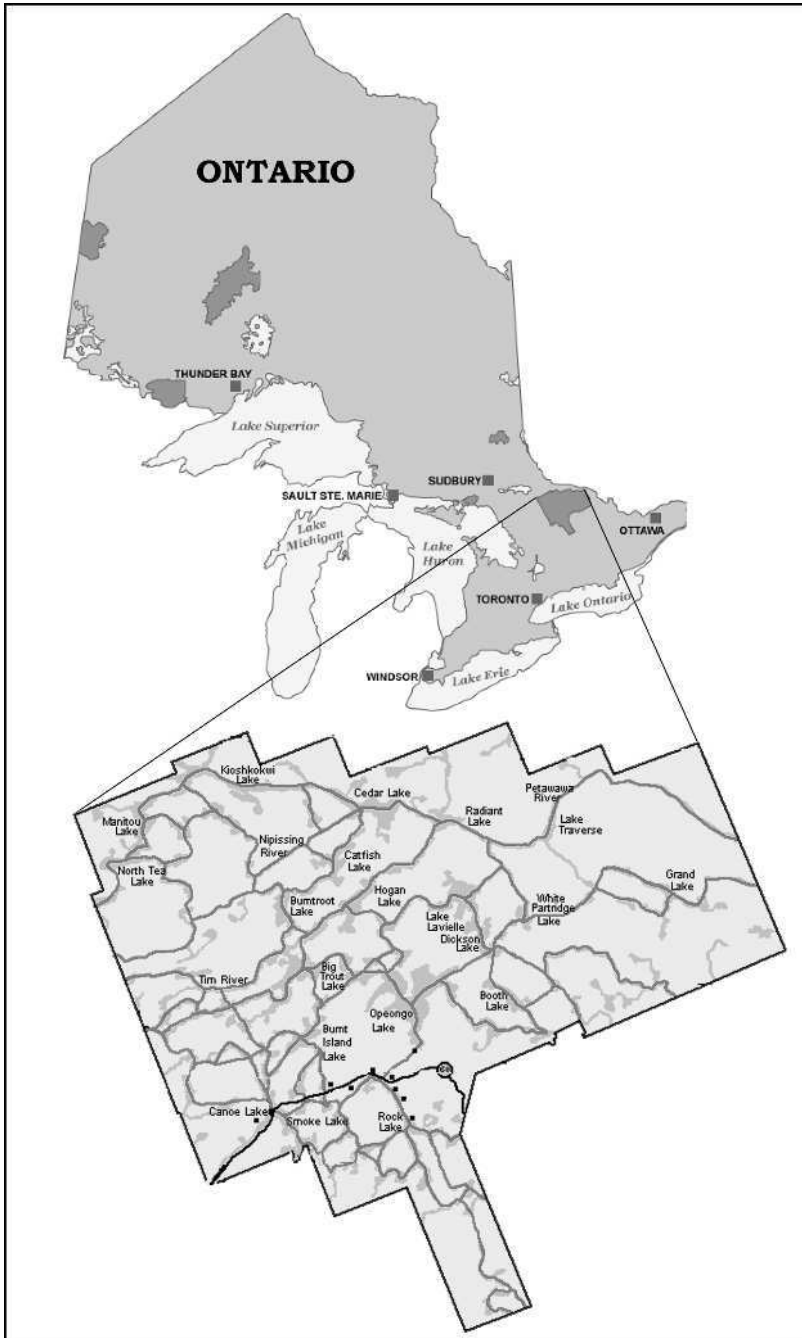 ONTARIO
THUNDER BAY
Lake Superior
SUDBURY
SAULT STE. MARIE
OTTAWA
Lake
Michigan
Lake
Huron
TORONTO
Lake Ontario
WINDSOR
Lake Erie
Kioshkokwi
Lake
Cedar Lake
Petawawa
River
Radiant
Lake
Lake
Traverse
Manitou
Lake
Nipissing
River
Catfish
Lake
North Tea
Lake
Hogan
Lake
Grand
Lake
Burntroot
Lake
White
Partridge
Lake
Lake
Lavielle
Dickson
Lake
Tim River
Big
Trout
Lake
Booth
Lake
Opeongo
Lake
Burnt
Island
Lake
Canoe Lake
Smoke Lake
Rock
Lake